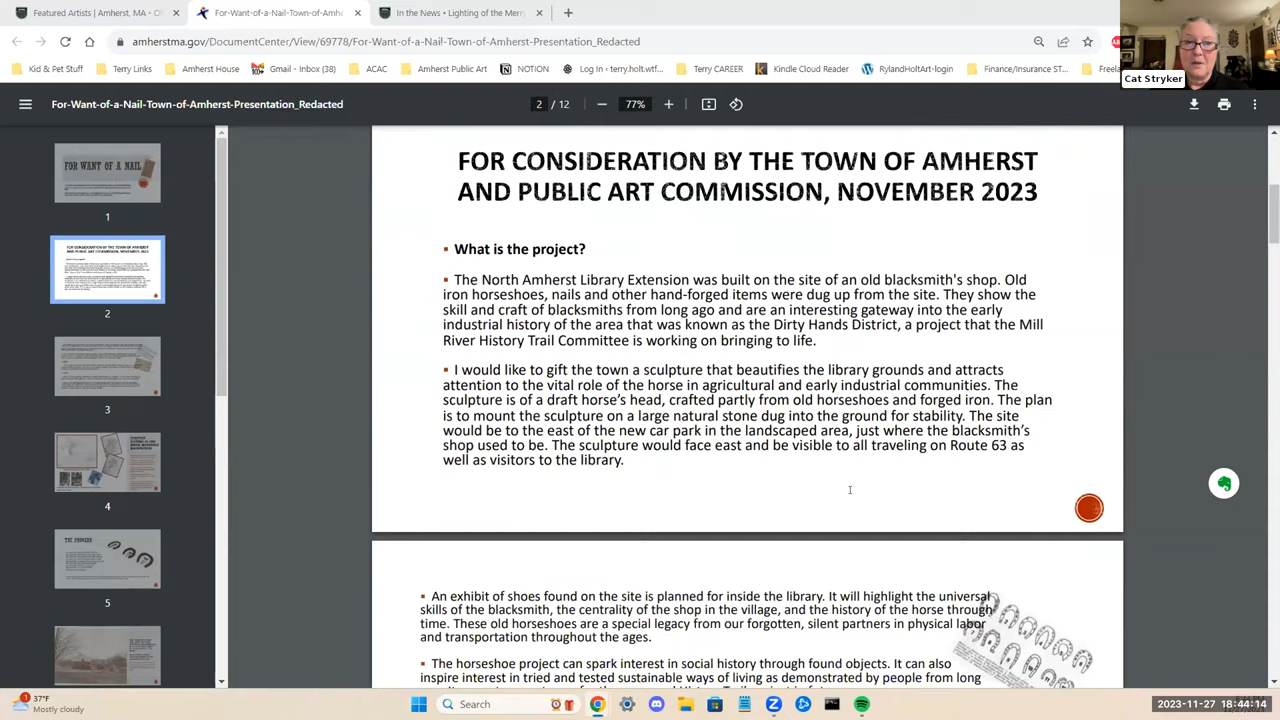 Featured Artists | Amherst, MA - C
For-Want-of-a-Nail-Town-of-Amhe
In the News • Lighting of the Merr
amherstma.gov/DocumentCenter/View/69778/For-Want-of-a-Nail-Town-of-Amherst-Presentation_Redacted
Kid & Pet Stuff
Terry Links
Amherst House
Gmail - Inbox (38)
ACAC
Amherst Public Art
NOTION
Log In ‹ terry.holt.wtf...
Terry CAREER
Kindle Cloud Reader
RylandHoltArt-login
Finance/Insurance ST...
Cat Stryker
For-Want-of-a-Nail-Town-of-Amherst-Presentation_Redacted
2 / 12
77%
FOR WANT OF A NAIL
1
2
3
4
5
FOR CONSIDERATION BY THE TOWN OF AMHERST
AND PUBLIC ART COMMISSION, NOVEMBER 2023
▪ What is the project?
▪ The North Amherst Library Extension was built on the site of an old blacksmith's shop. Old
iron horseshoes, nails and other hand-forged items were dug up from the site. They show the
skill and craft of blacksmiths from long ago and are an interesting gateway into the early
industrial history of the area that was known as the Dirty Hands District, a project that the Mill
River History Trail Committee is working on bringing to life.
▪ I would like to gift the town a sculpture that beautifies the library grounds and attracts
attention to the vital role of the horse in agricultural and early industrial communities. The
sculpture is of a draft horse’s head, crafted partly from old horseshoes and forged iron. The plan
is to mount the sculpture on a large natural stone dug into the ground for stability. The site
would be to the east of the new car park in the landscaped area, just where the blacksmith’s
shop used to be. The sculpture would face east and be visible to all traveling on Route 63 as
well as visitors to the library.
▪ An exhibit of shoes found on the site is planned for inside the library. It will highlight the universal
skills of the blacksmith, the centrality of the shop in the village, and the history of the horse through
time. These old horseshoes are a special legacy from our forgotten, silent partners in physical labor
and transportation throughout the ages.
▪ The horseshoe project can spark interest in social history through found objects. It can also
inspire interest in tried and tested sustainable ways of living as demonstrated by people from long
37°F
Mostly cloudy
Search
2023-11-27 18:44:14